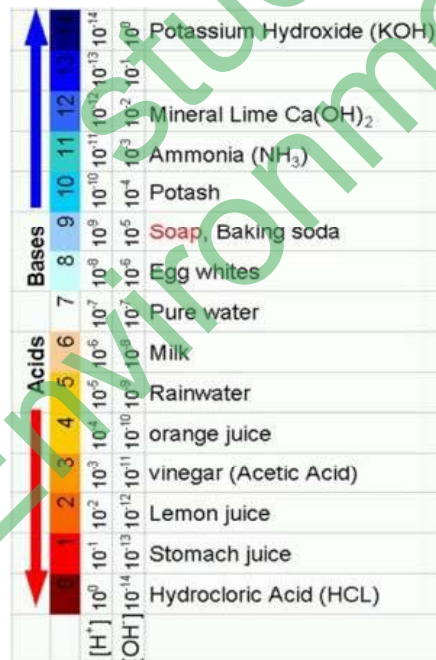 14 10⁻¹⁴ 10⁰ Potassium Hydroxide (KOH)
13 10⁻¹³ 10⁻¹
12 10⁻¹² 10⁻² Mineral Lime Ca(OH)₂
11 10⁻¹¹ 10⁻³ Ammonia (NH₃)
10 10⁻¹⁰ 10⁻⁴ Potash
9 10⁹ 10⁻⁵ Soap, Baking soda
8 10⁻⁸ 10⁻⁶ Egg whites
7 10⁻⁷ 10⁻⁷ Pure water
6 10⁻⁶ 10⁻⁸ Milk
5 10⁻⁵ 10⁻⁹ Rainwater
4 10⁻⁴ 10⁻¹⁰ orange juice
3 10⁻³ 10⁻¹¹ vinegar (Acetic Acid)
2 10⁻² 10⁻¹² Lemon juice
1 10⁻¹ 10⁻¹³ Stomach juice
0 10⁰ 10⁻¹⁴ Hydrocloric Acid (HCL)
[H⁺] [OH⁻]
Bases
Acids
Environm